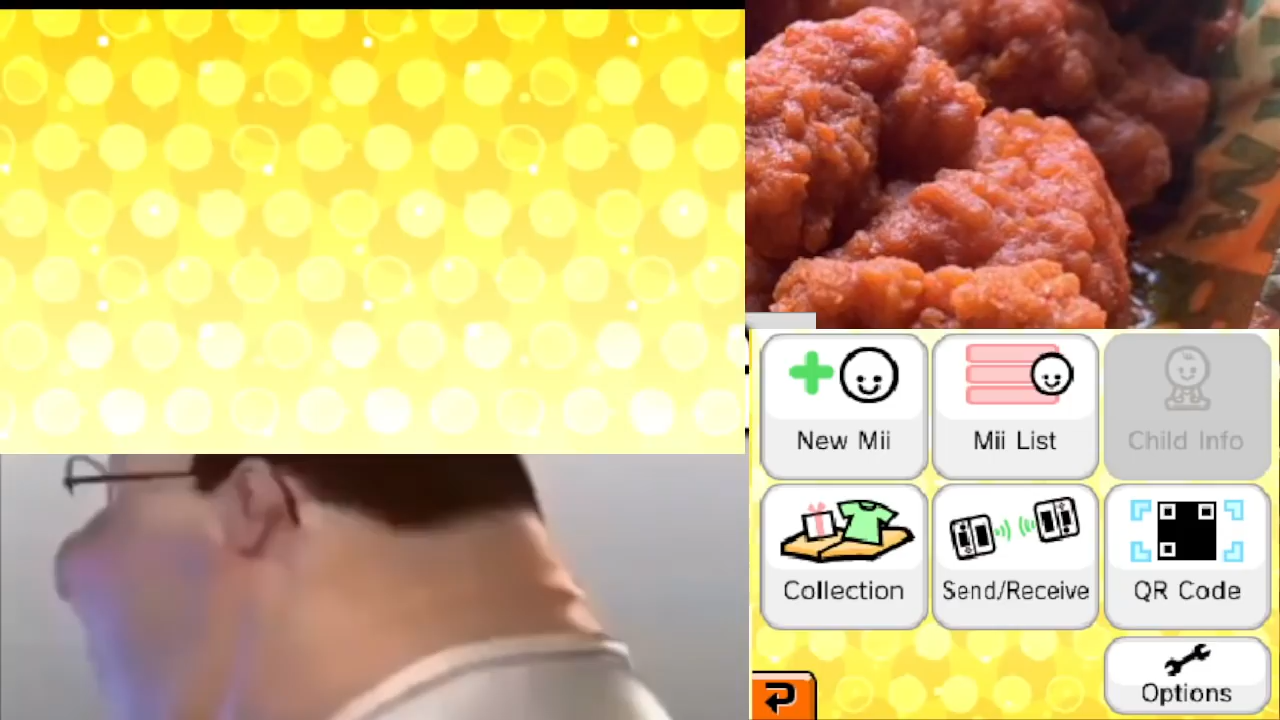 New Mii
Mii List
Child Info
Collection
Send/Receive
QR Code
Options